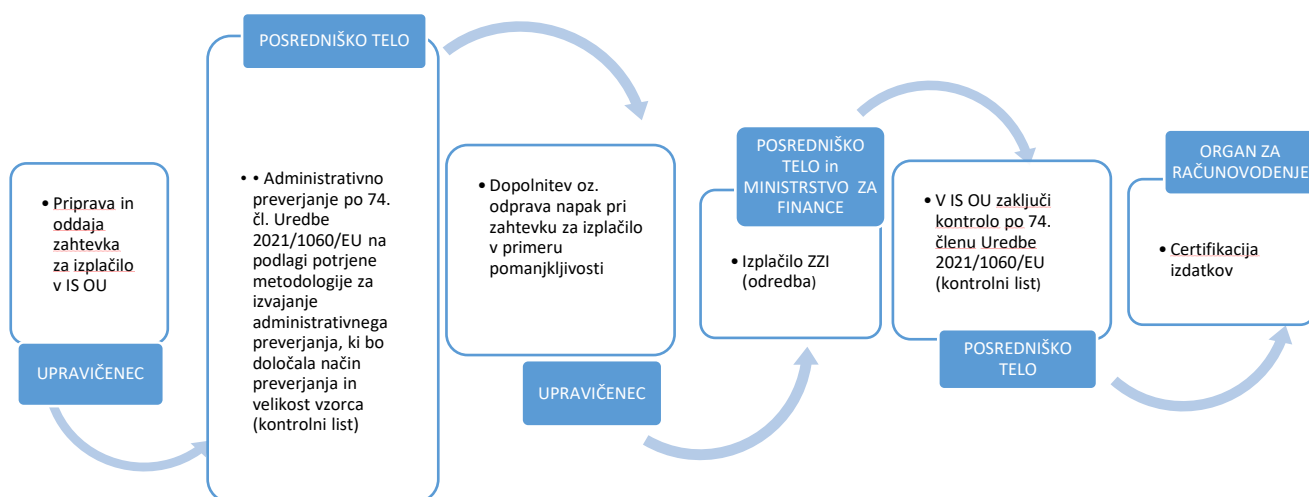 • Priprava in
oddaja
zahtevka
za izplačilo
v IS OU
UPRAVIČENEC
POSREDNIŠKO TELO
• • Administrativno
preverjanje po 74.
čl. Uredbe
2021/1060/EU na
podlagi potrjene
metodologije za
izvajanje
administrativnega
preverjanja, ki bo
določala način
preverjanja in
velikost vzorca
(kontrolni list)
• Dopolnitev oz.
odprava napak pri
zahtevku za izplačilo
v primeru
pomanjkljivosti
UPRAVIČENEC
POSREDNIŠKO
TELO in
MINISTRSTVO ZA
FINANCE
• Izplačilo ZZI
(odredba)
• V IS OU zaključi
kontrolo po 74.
členu Uredbe
2021/1060/EU
(kontrolni list)
POSREDNIŠKO
TELO
ORGAN ZA
RAČUNOVODENJE
• Certifikacija
izdatkov